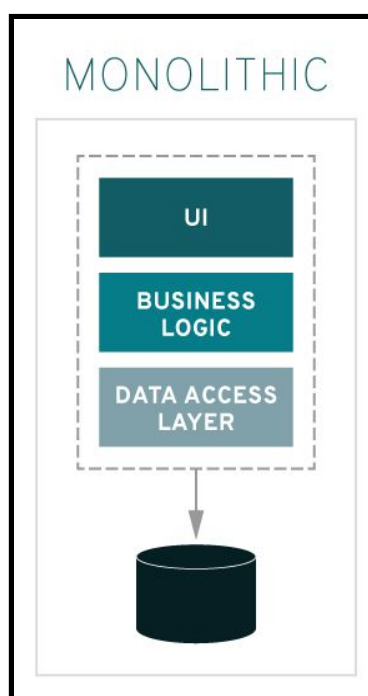 MONOLITHIC
UI
BUSINESS
LOGIC
DATA ACCESS
LAYER